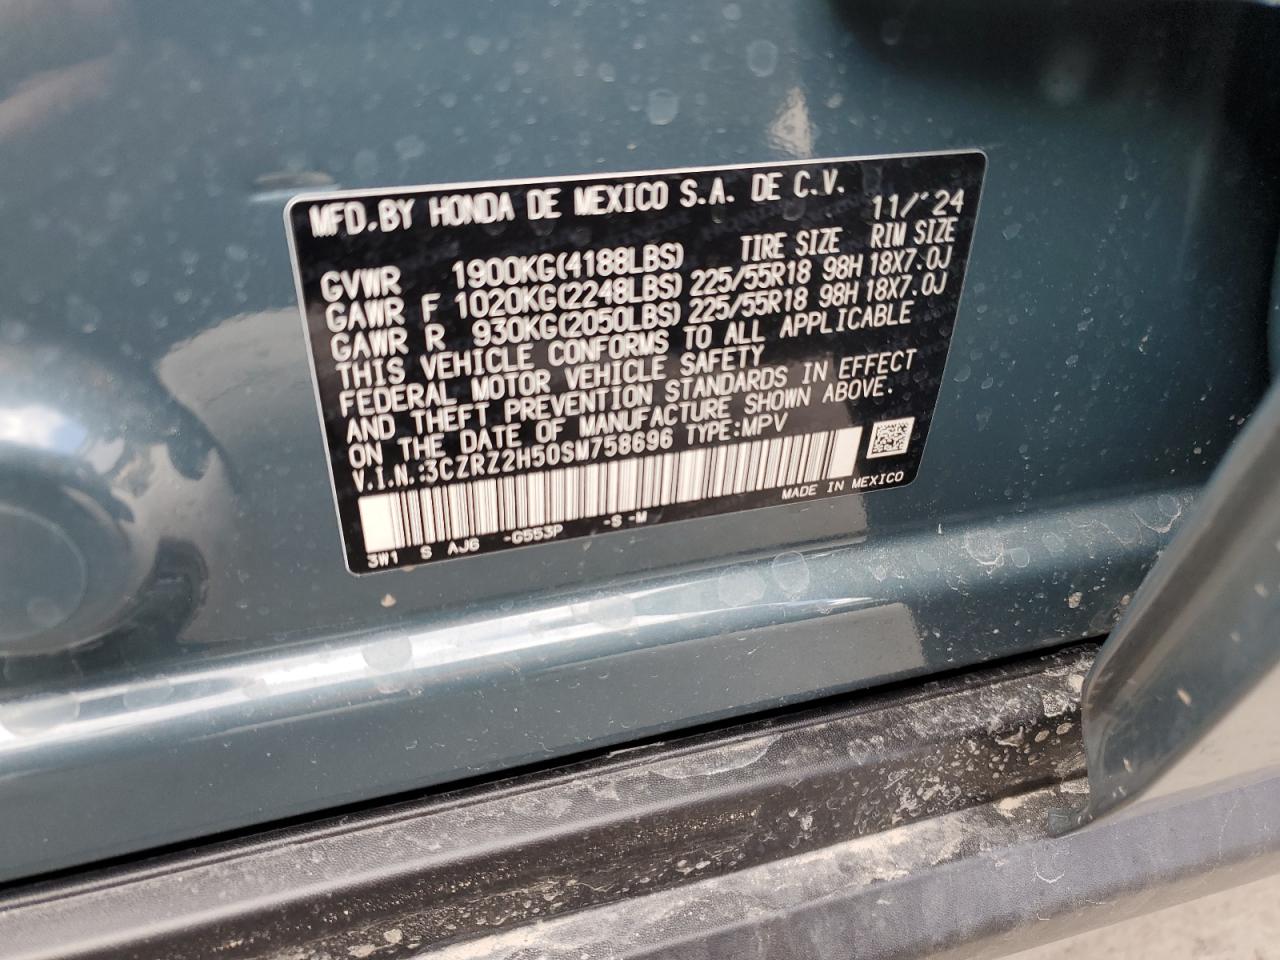 MFD.BY HONDA DE MEXICO S.A. DE C.V.
11/'24
TIRE SIZE RIM SIZE
GVWR 1900KG(4188LBS)
GAWR F 1020KG(2248LBS) 225/55R18 98H 18X7.0J
GAWR R 930KG(2050LBS) 225/55R18 98H 18X7.0J
THIS VEHICLE CONFORMS TO ALL APPLICABLE
FEDERAL MOTOR VEHICLE SAFETY
AND THEFT PREVENTION STANDARDS IN EFFECT
ON THE DATE OF MANUFACTURE SHOWN ABOVE.
V.I.N.:3CZRZ2H50SM758696 TYPE:MPV
MADE IN MEXICO
3W1 S AJ6 -G553P -S -M